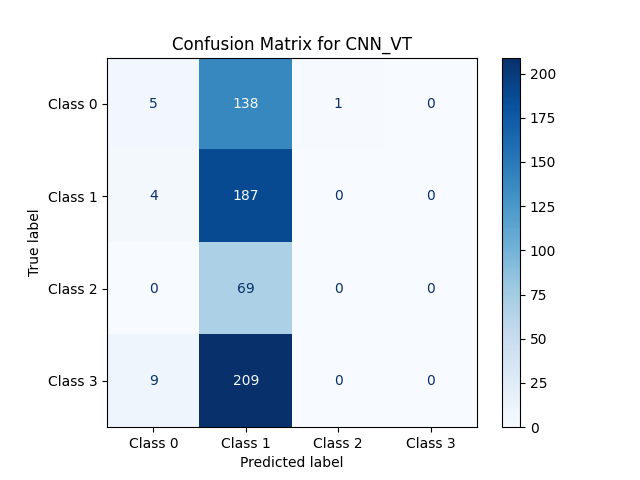 Confusion Matrix for CNN_VT
Class 0 5 138 1 0
Class 1 4 187 0 0
Class 2 0 69 0 0
Class 3 9 209 0 0
Class 0 Class 1 Class 2 Class 3
Predicted label
True label
200
175
150
125
100
75
50
25
0